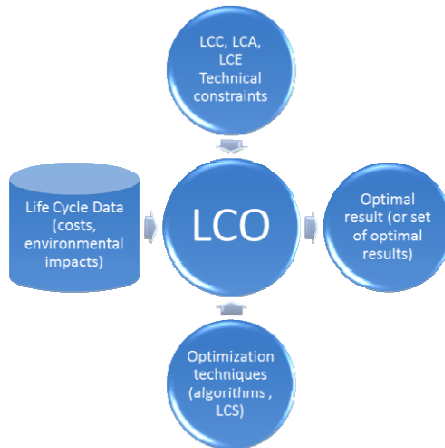 LCC, LCA,
LCE
Technical
constraints
Life Cycle Data
(costs,
environmental
impacts)
LCO
Optimal
result (or set
of optimal
results)
Optimization
techniques
(algorithms ,
LCS)